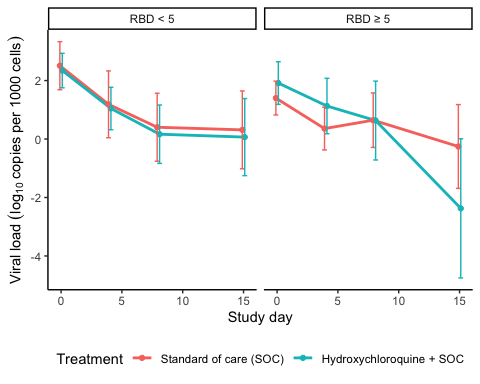 RBD < 5
RBD ≥ 5
Viral load (log₁₀ copies per 1000 cells)
2
0
-2
-4
0 5 10 15
0 5 10 15
Study day
Treatment
Standard of care (SOC)
Hydroxychloroquine + SOC